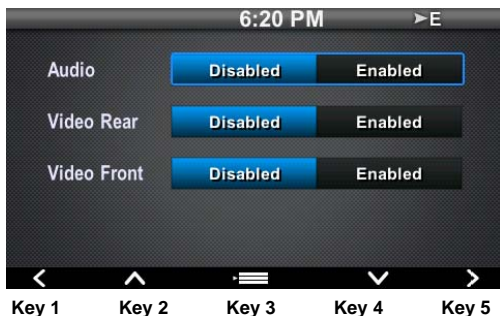 6:20 PM ➤E
Audio Disabled Enabled
Video Rear Disabled Enabled
Video Front Disabled Enabled
Key 1 Key 2 Key 3 Key 4 Key 5